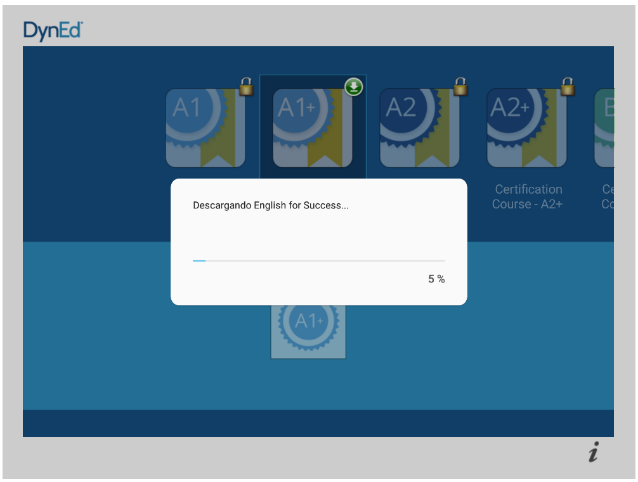 DynEd
A1
A1+
A2
A2+
B
Certification
Course - A2+
Ce
Co
Descargando English for Success...
5 %
A1+
i